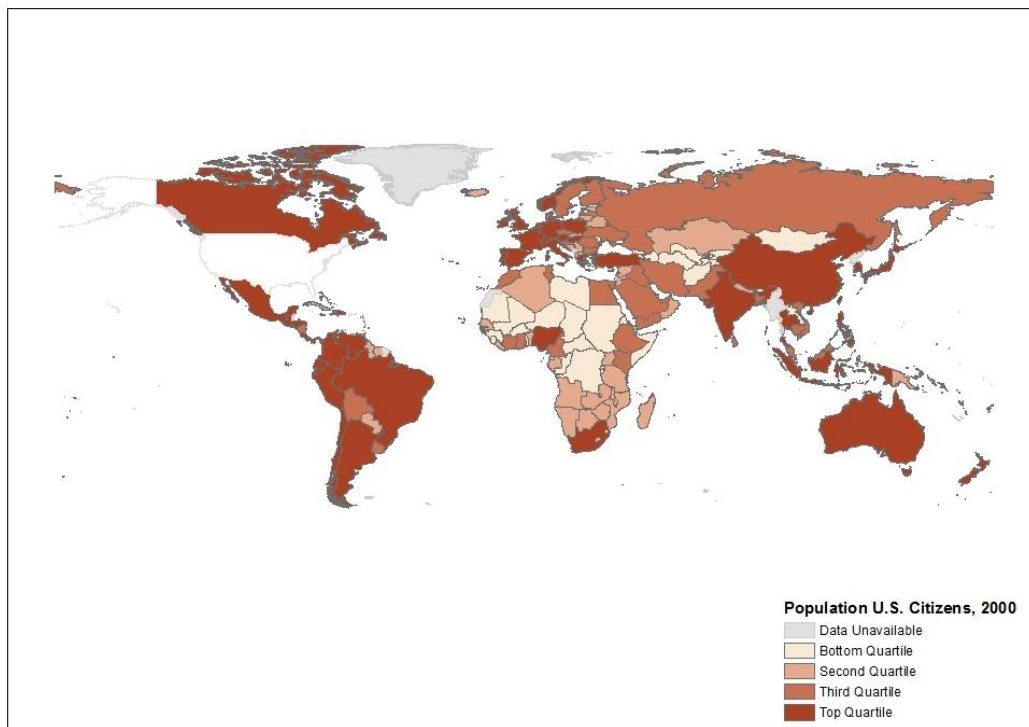 Population U.S. Citizens, 2000
Data Unavailable
Bottom Quartile
Second Quartile
Third Quartile
Top Quartile